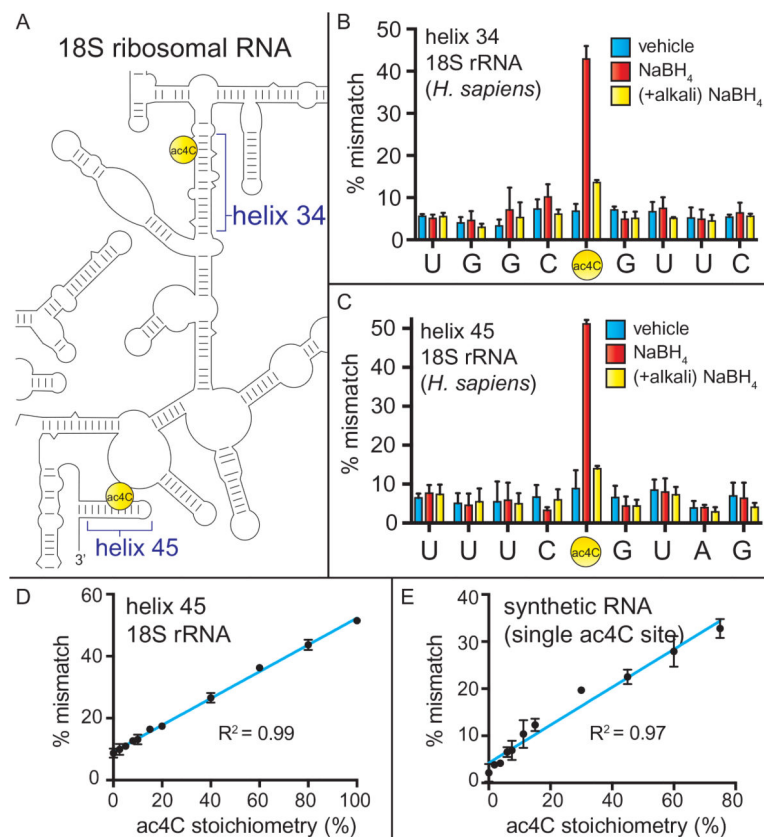 A
18S ribosomal RNA
ac4C
helix 34
ac4C
helix 45
3'
B
helix 34
18S rRNA
(H. sapiens)
vehicle
NaBH4
(+alkali) NaBH4
% mismatch
50
40
30
20
10
0
U G G C ac4C G U U C
C
helix 45
18S rRNA
(H. sapiens)
vehicle
NaBH4
(+alkali) NaBH4
% mismatch
50
40
30
20
10
0
U U U C ac4C G U A G
D
helix 45
18S rRNA
% mismatch
60
40
20
0
R2 = 0.99
0 20 40 60 80 100
ac4C stoichiometry (%)
E
synthetic RNA
(single ac4C site)
% mismatch
40
30
20
10
0
R2 = 0.97
0 20 40 60 80
ac4C stoichiometry (%)